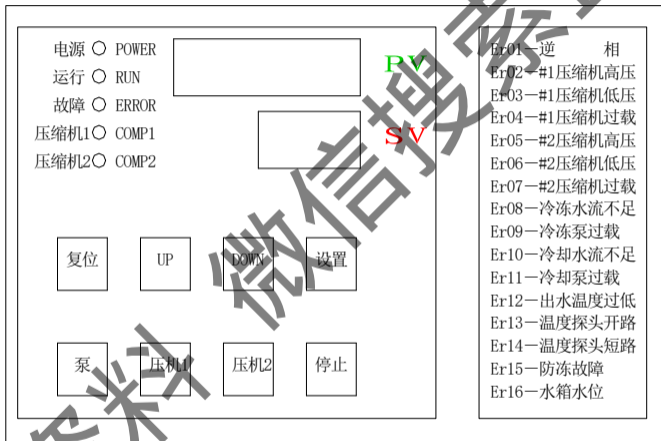 电源 POWER
运行 RUN
故障 ERROR
压缩机1 COMP1
压缩机2 COMP2
PV
SV
复位 UP DOWN 设置
泵 压机1 压机2 停止
Er01—逆 相
Er02—#1压缩机高压
Er03—#1压缩机低压
Er04—#1压缩机过载
Er05—#2压缩机高压
Er06—#2压缩机低压
Er07—#2压缩机过载
Er08—冷冻水流不足
Er09—冷冻泵过载
Er10—冷却水流不足
Er11—冷却泵过载
Er12—出水温度过低
Er13—温度探头开路
Er14—温度探头短路
Er15—防冻故障
Er16—水箱水位
资料 微信搜索